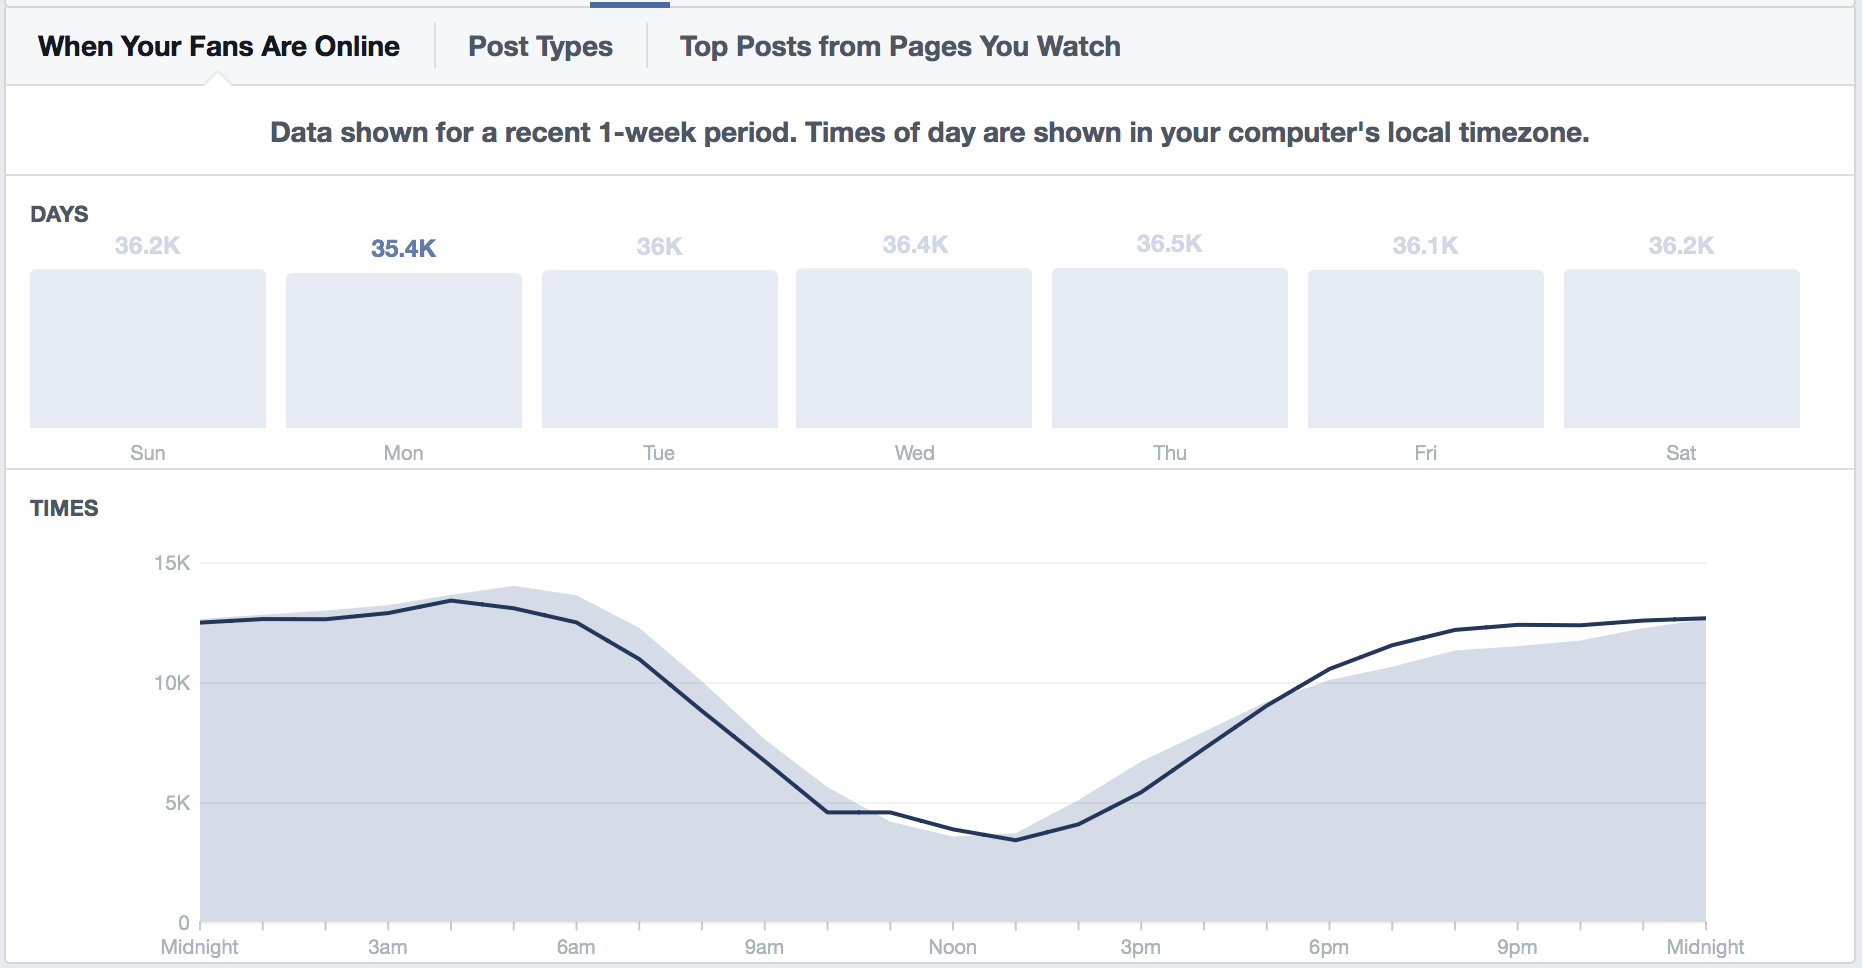 When Your Fans Are Online
Post Types
Top Posts from Pages You Watch
Data shown for a recent 1-week period. Times of day are shown in your computer's local timezone.
DAYS
36.2K 35.4K 36K 36.4K 36.5K 36.1K 36.2K
Sun Mon Tue Wed Thu Fri Sat
TIMES
15K
10K
5K
0
Midnight 3am 6am 9am Noon 3pm 6pm 9pm Midnight